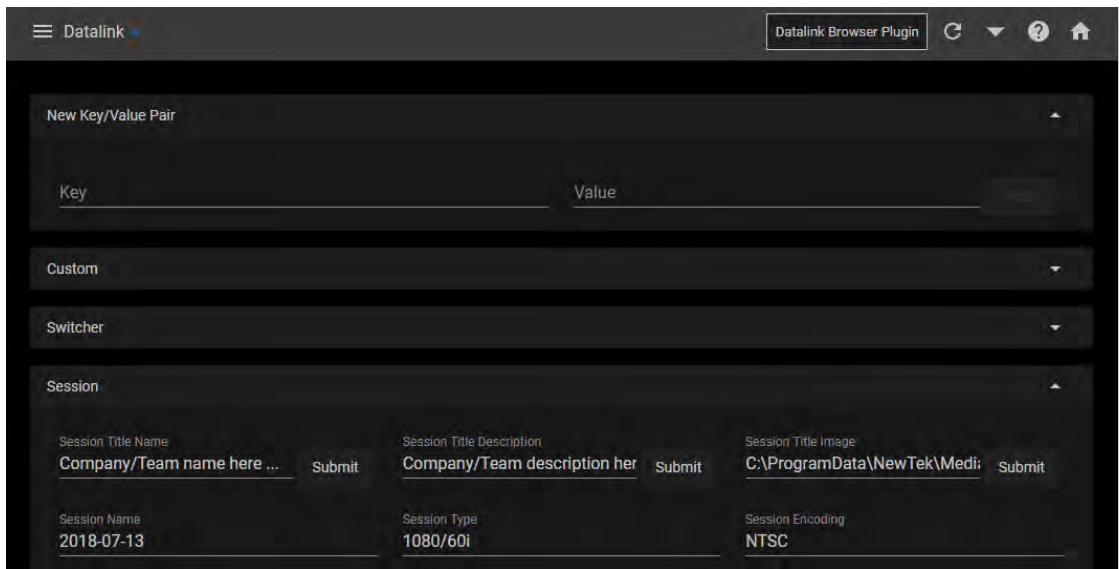 Datalink
Datalink Browser Plugin
New Key/Value Pair
Key Value
Custom
Switcher
Session
Session Title Name Session Title Description Session Title Image
Company/Team name here ... Submit Company/Team description her Submit C:\ProgramData\NewTek\Media Submit
Session Name Session Type Session Encoding
2018-07-13 1080/60i NTSC